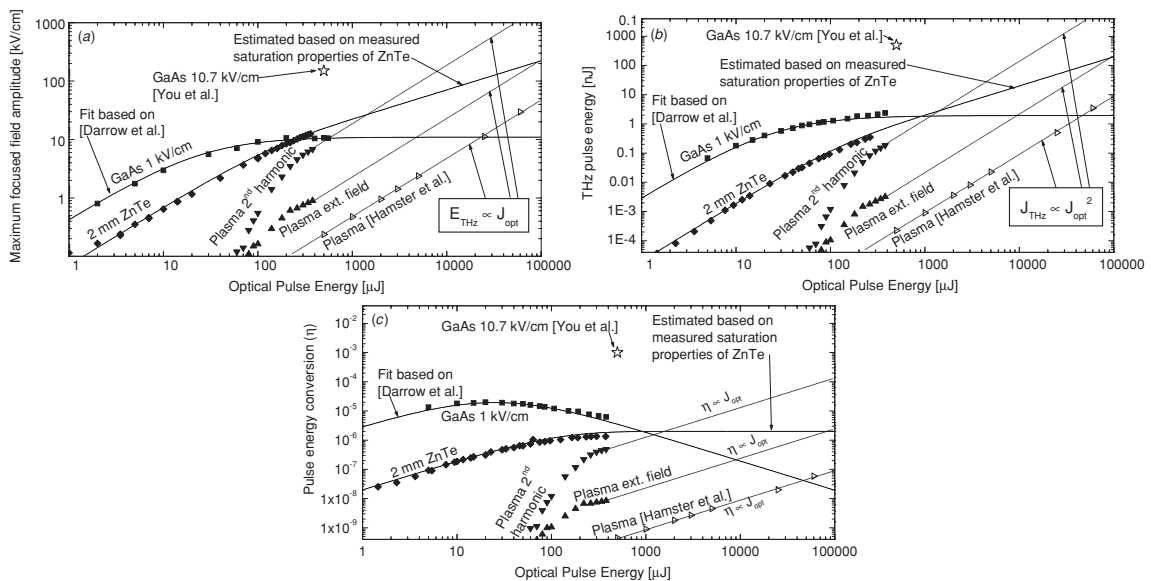 (a)
Maximum focused field amplitude [kV/cm]
1000
100
10
1
Estimated based on measured
saturation properties of ZnTe
GaAs 10.7 kV/cm
[You et al.]
Fit based on
[Darrow et al.]
GaAs 1 kV/cm
2 mm ZnTe
Plasma 2nd harmonic
Plasma ext. field
Plasma [Hamster et al.]
E_THz ∝ J_opt
1 10 100 1000 10000 100000
Optical Pulse Energy [µJ]
(b)
THz pulse energy [nJ]
0.1
1E4
1000
100
10
1
0.1
0.01
1E-3
1E-4
GaAs 10.7 kV/cm [You et al.]
Estimated based on measured
saturation properties of ZnTe
Fit based on
[Darrow et al.]
GaAs 1 kV/cm
2 mm ZnTe
Plasma 2nd
harmonic
Plasma ext. field
Plasma [Hamster et al.]
J_THz ∝ J_opt^2
1 10 100 1000 10000 100000
Optical Pulse Energy [µJ]
(c)
Pulse energy conversion (η)
10^-2
10^-3
10^-4
10^-5
10^-6
10^-7
1x10^-8
1x10^-9
GaAs 10.7 kV/cm [You et al.]
Estimated based on
measured saturation
properties of ZnTe
Fit based on
[Darrow et al.]
GaAs 1 kV/cm
2 mm ZnTe
Plasma 2nd
harmonic
Plasma ext. field
Plasma [Hamster et al.]
η ∝ J_opt
η ∝ J_opt
η ∝ J_opt
1 10 100 1000 10000 100000
Optical Pulse Energy [µJ]